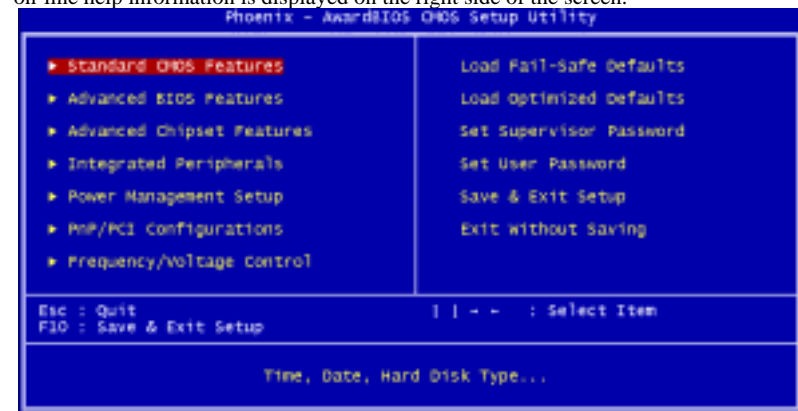 on-line help information is displayed on the right side of the screen.
Phoenix - AwardBIOS CMOS Setup Utility
► Standard CMOS Features
► Advanced BIOS Features
► Advanced Chipset Features
► Integrated Peripherals
► Power Management Setup
► PnP/PCI Configurations
► Frequency/Voltage Control
Load Fail-Safe Defaults
Load Optimized Defaults
Set Supervisor Password
Set User Password
Save & Exit Setup
Exit Without Saving
Esc : Quit
F10 : Save & Exit Setup
: Select Item
Time, Date, Hard Disk Type...